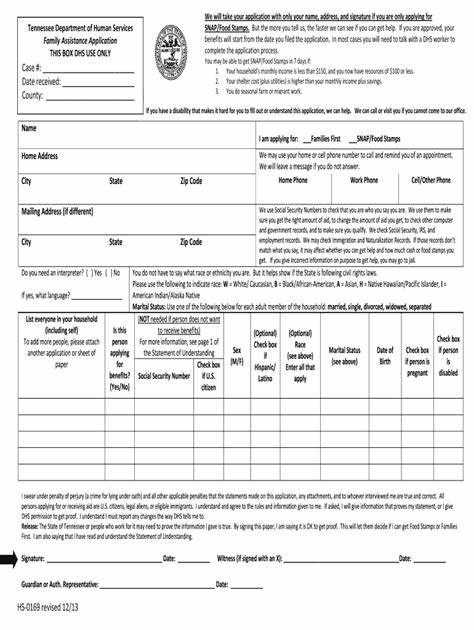 Tennessee Department of Human Services
Family Assistance Application
THIS BOX DHS USE ONLY
Case #:
Date received:
County:
We will take your application with only your name, address, and signature if you are only applying for
SNAP/Food Stamps. But the more you tell us, the faster we can see if you can get help. If you are approved, your
benefits will start from the date you filed the application. In most cases you will need to talk with a DHS worker to
complete the application process.
You may be able to get SNAP/Food Stamps in 7 days if:
1. Your household's monthly income is less than $150, and you now have resources of $100 or less.
2. Your shelter cost (plus utilities) is higher than your monthly income plus savings.
3. You do seasonal farm or migrant work.
If you have a disability that makes it hard for you to fill out or understand this application, we can help. We can call or visit you if you cannot come to our office.
Name
I am applying for: __Families First __SNAP/Food Stamps
Home Address
We may use your home or cell phone number to call and remind you of an appointment.
We will leave a message if you do not answer.
City State Zip Code
Home Phone Work Phone Cell/Other Phone
Mailing Address (if different)
City State Zip Code
We use Social Security Numbers to check that you are who you say you are. We use them to make
sure you get the right amount of aid, to change the amount of aid you get, to check other computer
and government records, and to make sure you qualify. We check Social Security, IRS, and
employment records. We may check Immigration and Naturalization Records. If those records don't
match what you say, it may affect whether you can get help and how much cash or food stamps you
get. If you give incorrect information on purpose to get help, you may go to jail.
Do you need an interpreter? ( ) Yes ( ) No
If yes, what language?
You do not have to say what race or ethnicity you are. But it helps show if the State is following civil rights laws.
Please use the following to indicate race: W = White/ Caucasian, B = Black/African-American, A = Asian, H = Native Hawaiian/Pacific Islander, I =
American Indian/Alaska Native
Marital Status: Use one of the following below for each adult member of the household: married, single, divorced, widowed, separated
List everyone in your household
(including self)
To add more people, please attach
another application or sheet of
paper
Is this
person
applying
for
benefits?
(Yes/No)
(NOT needed if person does not want
to receive benefits)
For more information, see page 1 of
the Statement of Understanding
Social Security Number
Check box
if U.S.
citizen
Sex
(M/F)
(Optional)
Check box
if
Hispanic/
Latino
(Optional)
Race
(see above)
Enter all that
apply
Marital Status
(see above)
Date of
Birth
Check box
if person is
pregnant
Check box
if
person
is
disabled
I swear under penalty of perjury (a crime for lying under oath) and all other applicable penalties that the statements made on this application, any attachments, and to whoever interviewed me are true and correct. All
persons applying for or receiving aid are U.S. citizens, legal aliens, or eligible immigrants. I understand and agree to the rules and information given to me. If asked, I will give information that proves my statement, or I give
DHS permission to get proof. I understand I must report any changes the way DHS tells me to.
Release: The State of Tennessee or people who work for it may need to prove the information I gave is true. By signing this paper, I am saying it is OK to get proof. This will let them decide if I can get Food Stamps or Families
First. I am also saying that I have read and understand the Statement of Understanding.
Signature: Date: Witness (if signed with an X): Date:
Guardian or Auth. Representative: Date:
HS-0169 revised 12/13